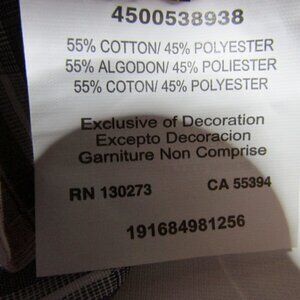 4500538938
55% COTTON/ 45% POLYESTER
55% ALGODON/ 45% POLIESTER
55% COTON/ 45% POLYESTER
Exclusive of Decoration
Excepto Decoracion
Garniture Non Comprise
RN 130273 CA 55394
191684981256